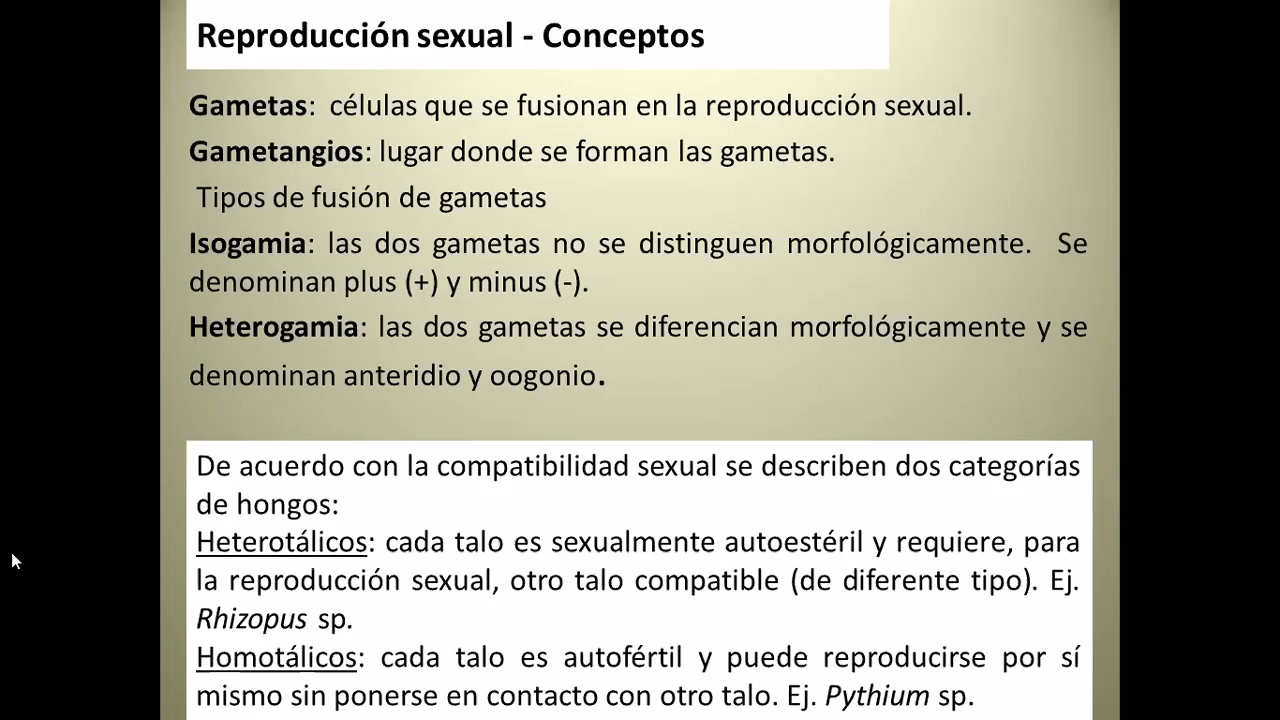 Reproducción sexual - Conceptos
Gametas: células que se fusionan en la reproducción sexual.
Gametangios: lugar donde se forman las gametas.
Tipos de fusión de gametas
Isogamia: las dos gametas no se distinguen morfológicamente. Se
denominan plus (+) y minus (-).
Heterogamia: las dos gametas se diferencian morfológicamente y se
denominan anteridio y oogonio.
De acuerdo con la compatibilidad sexual se describen dos categorías
de hongos:
Heterotálicos: cada talo es sexualmente autoestéril y requiere, para
la reproducción sexual, otro talo compatible (de diferente tipo). Ej.
Rhizopus sp.
Homotálicos: cada talo es autofértil y puede reproducirse por sí
mismo sin ponerse en contacto con otro talo. Ej. Pythium sp.